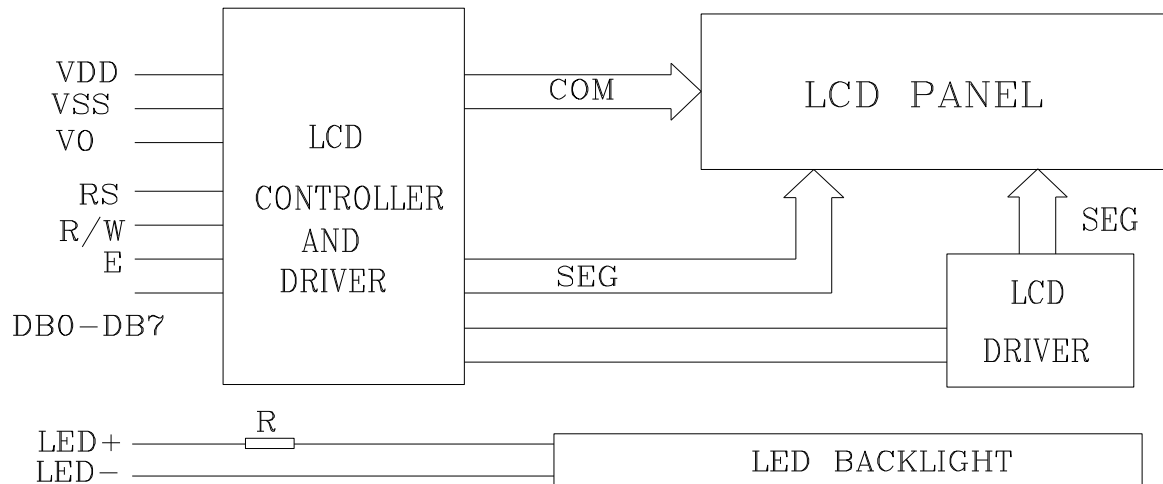 VDD
VSS
V0
RS
R/W
E
DB0-DB7
LCD
CONTROLLER
AND
DRIVER
COM
SEG
LCD PANEL
SEG
LCD
DRIVER
R
LED+
LED-
LED BACKLIGHT